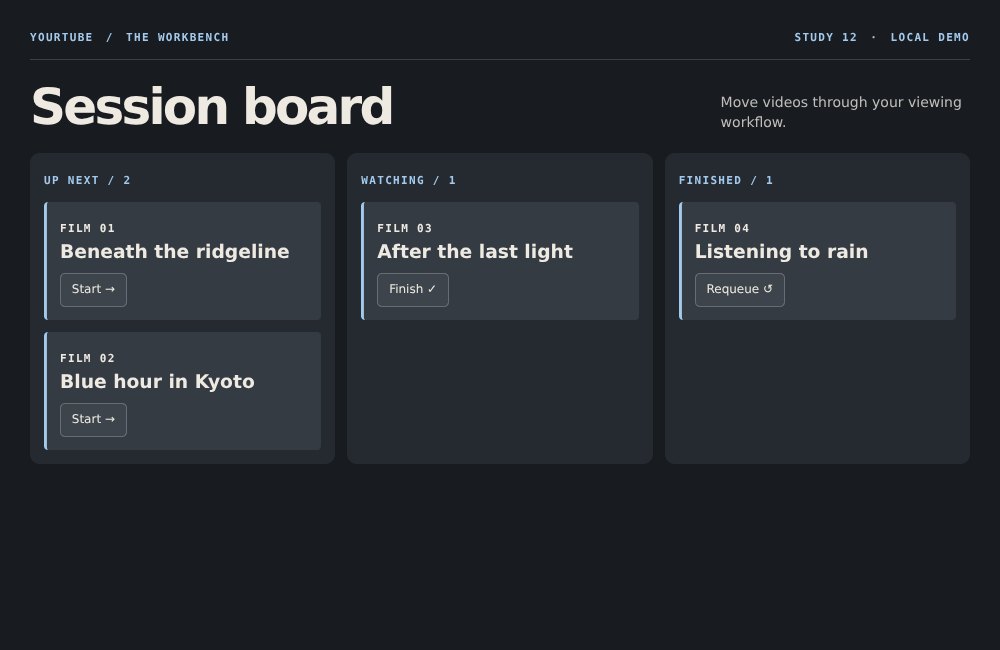 YOURTUBE / THE WORKBENCH
STUDY 12 · LOCAL DEMO
Session board
Move videos through your viewing
workflow.
UP NEXT / 2
FILM 01
Beneath the ridgeline
Start →
FILM 02
Blue hour in Kyoto
Start →
WATCHING / 1
FILM 03
After the last light
Finish ✓
FINISHED / 1
FILM 04
Listening to rain
Requeue ↺